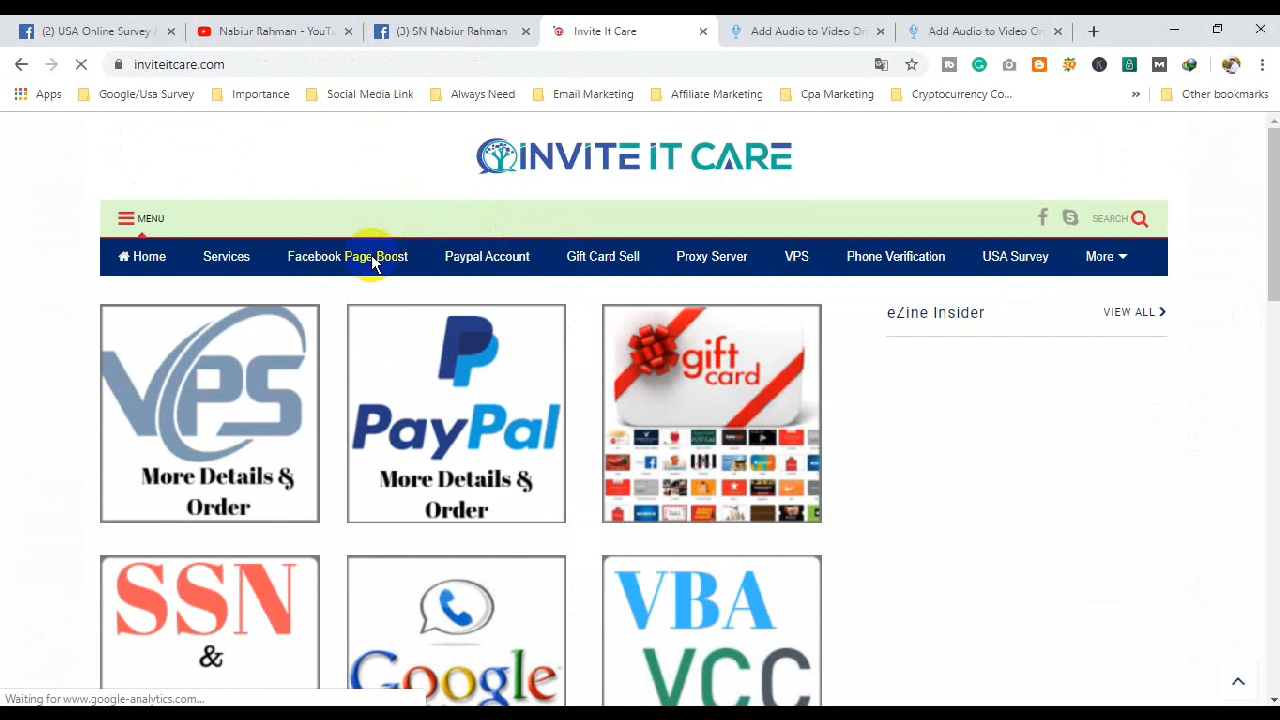 (2) USA Online Survey
Nabiur Rahman - YouT
(3) SN Nabiur Rahman
Invite It Care
Add Audio to Video On
Add Audio to Video On
inviteitcare.com
Apps
Google/Usa Survey
Importance
Social Media Link
Always Need
Email Marketing
Affiliate Marketing
Cpa Marketing
Cryptocurrency Co...
Other bookmarks
INVITE IT CARE
MENU
SEARCH
Home
Services
Facebook Page Boost
Paypal Account
Gift Card Sell
Proxy Server
VPS
Phone Verification
USA Survey
More
VPS
More Details &
Order
PayPal
More Details &
Order
gift
card
eZine Insider
VIEW ALL
SSN
&
Google
VBA
VCC
Waiting for www.google-analytics.com...